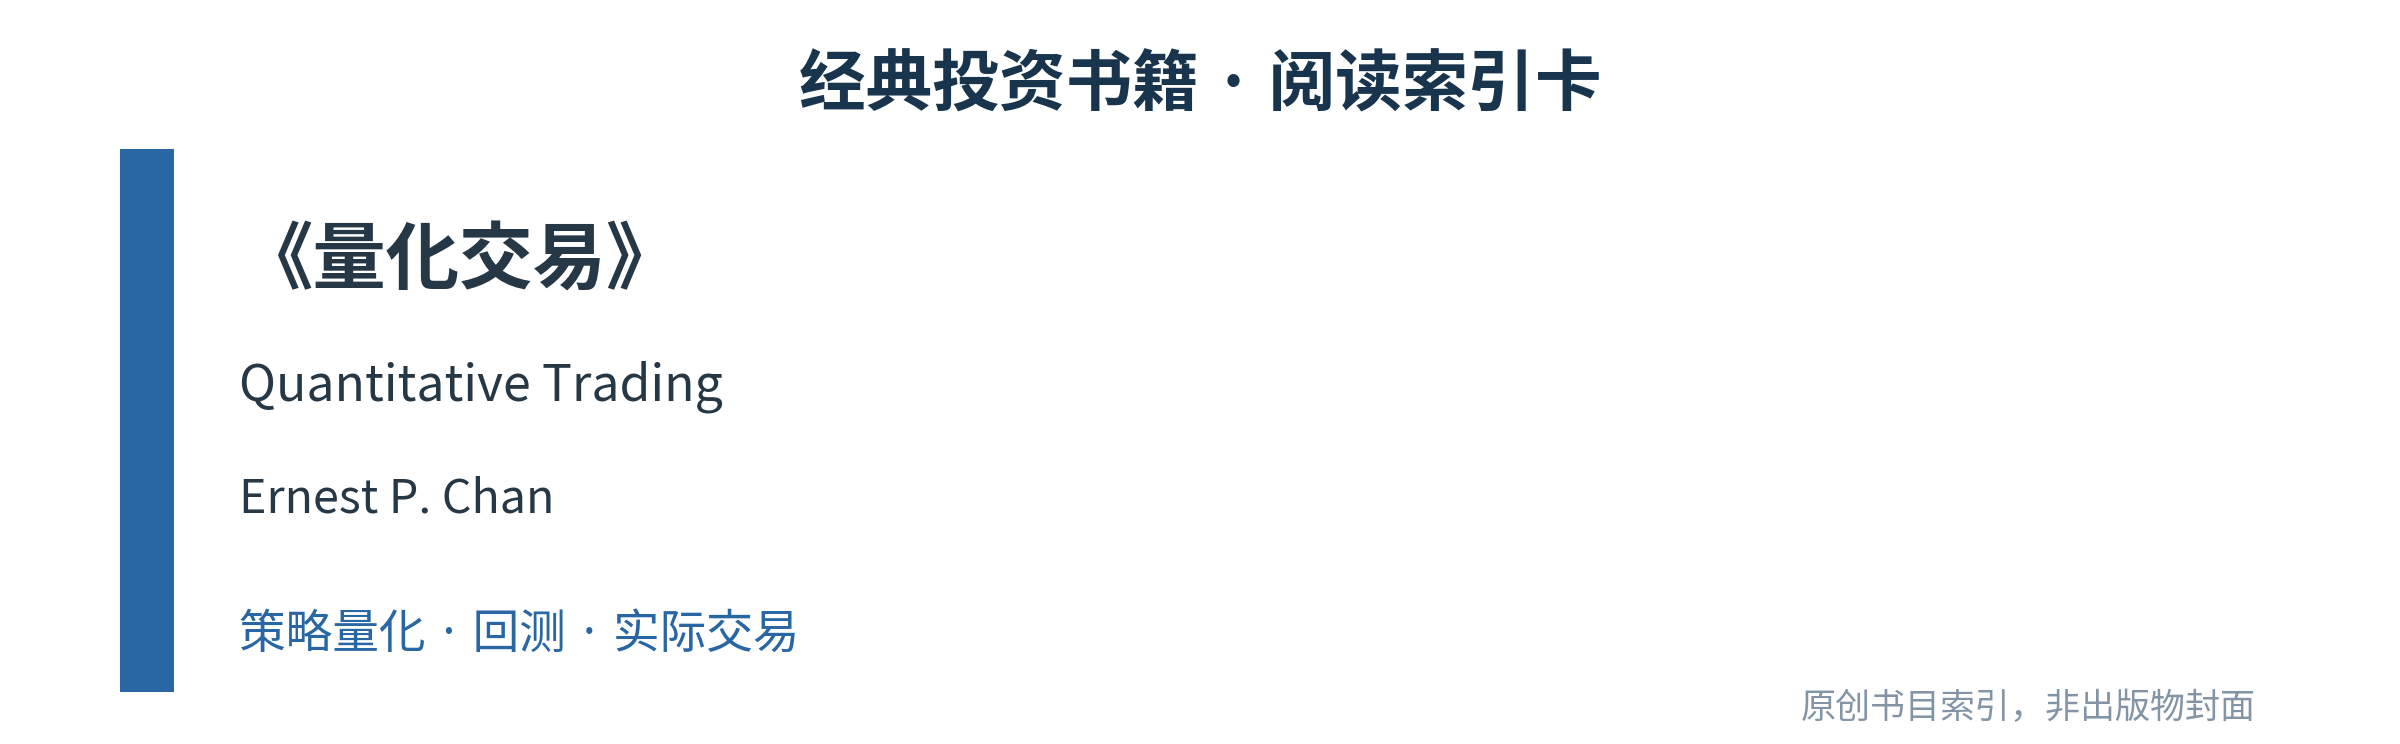 经典投资书籍 · 阅读索引卡
《量化交易》
Quantitative Trading
Ernest P. Chan
策略量化 · 回测 · 实际交易
原创书目索引，非出版物封面